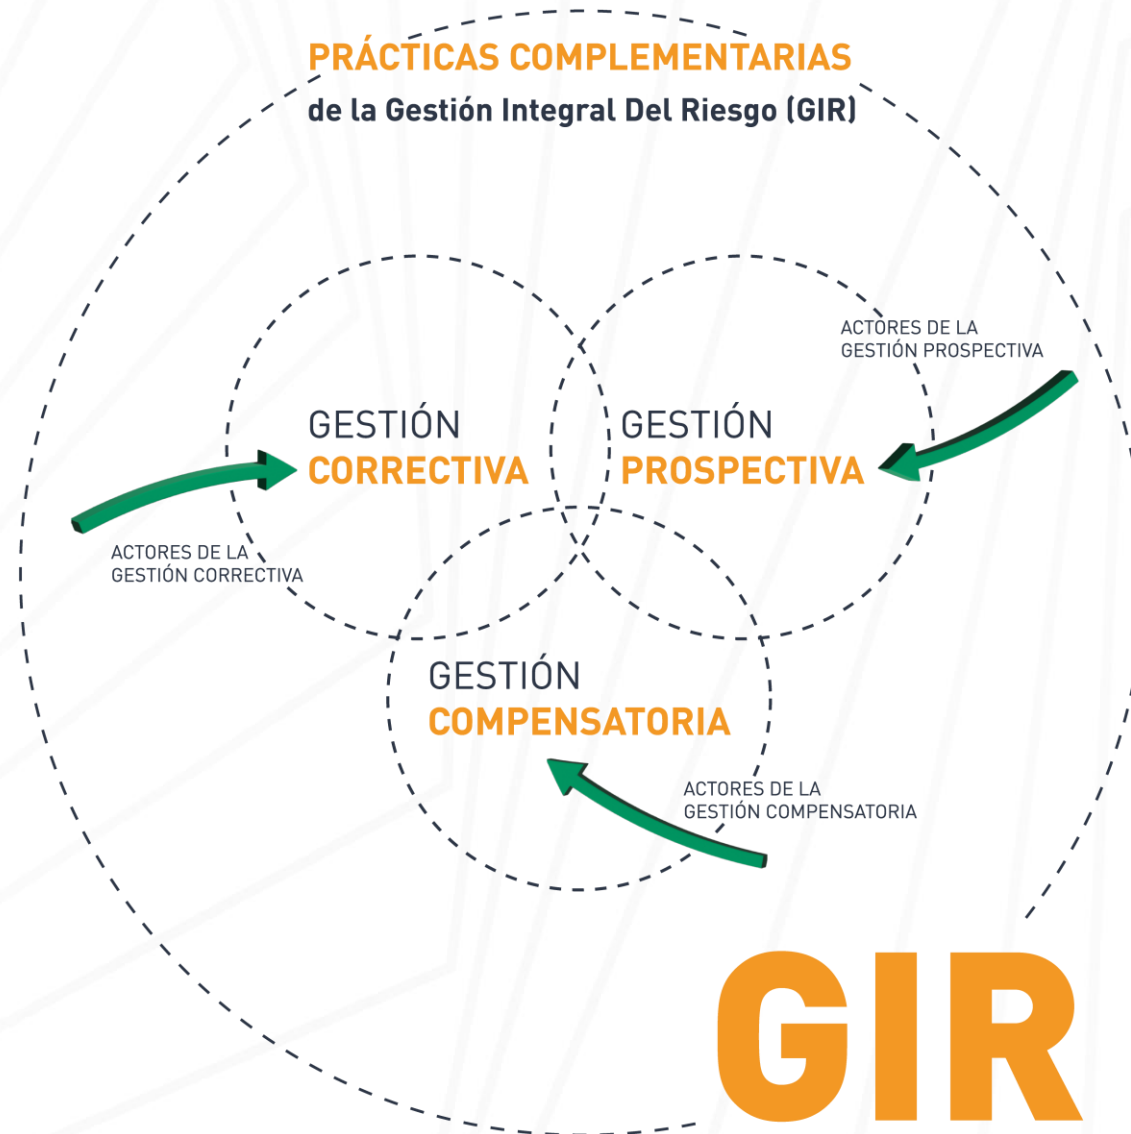 PRÁCTICAS COMPLEMENTARIAS
de la Gestión Integral Del Riesgo (GIR)
ACTORES DE LA
GESTIÓN PROSPECTIVA
GESTIÓN
CORRECTIVA
GESTIÓN
PROSPECTIVA
ACTORES DE LA
GESTIÓN CORRECTIVA
GESTIÓN
COMPENSATORIA
ACTORES DE LA
GESTIÓN COMPENSATORIA
GIR